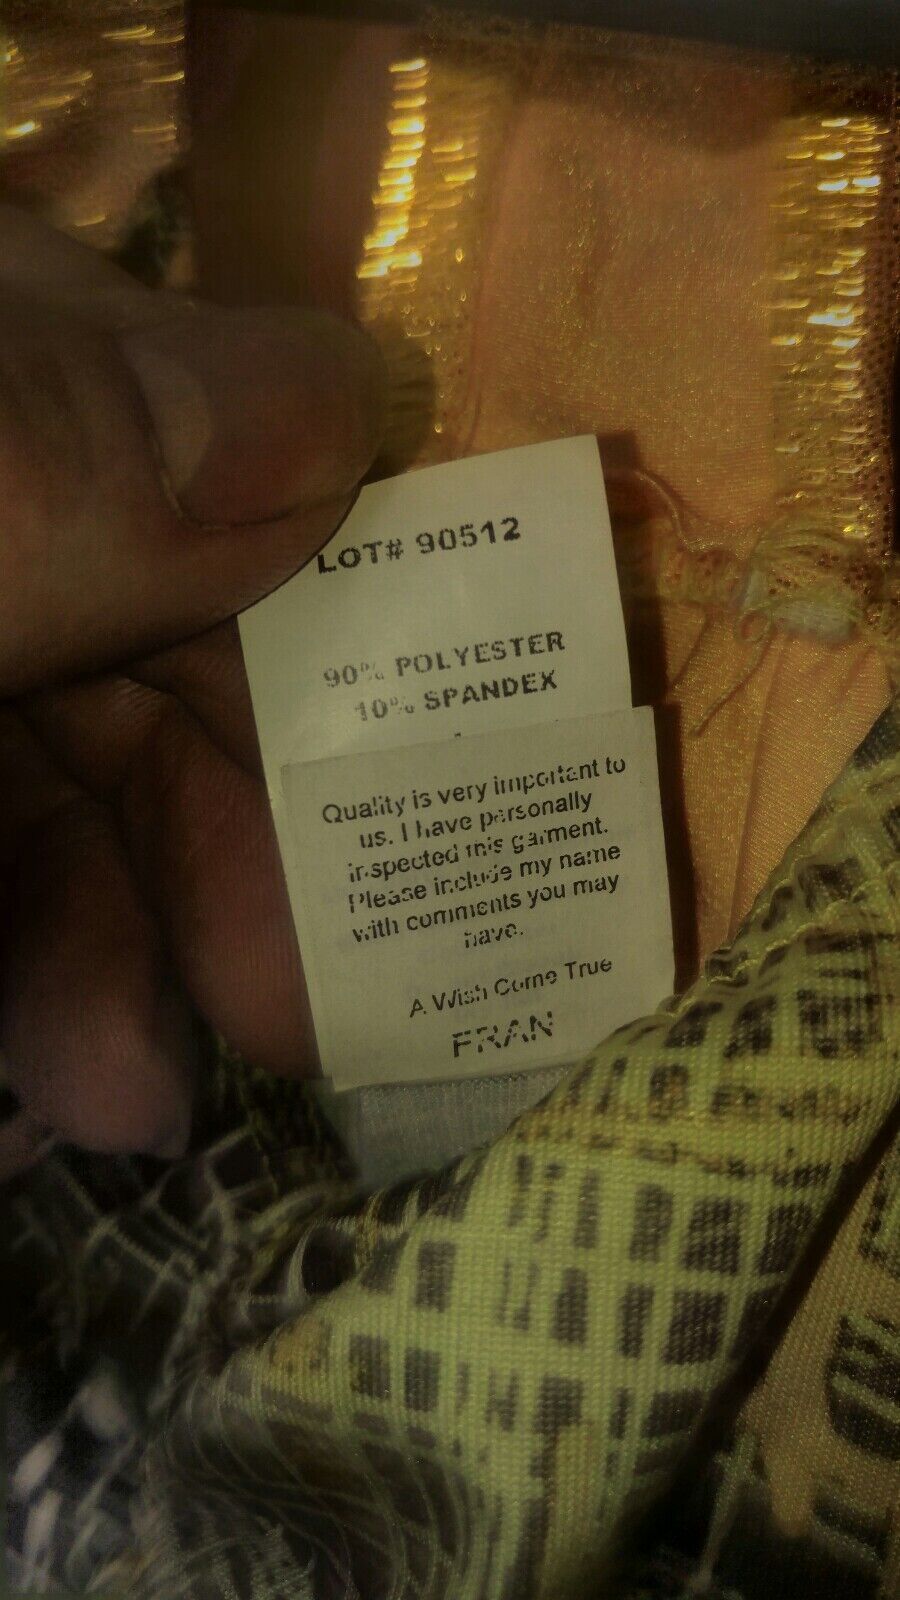 LOT# 90512
90% POLYESTER
10% SPANDEX
Quality is very important to
us. I have personally
inspected this garment.
Please include my name
with comments you may
have.
A Wish Come True
FRAN